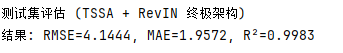 测试集评估 (TSSA + RevIN 终极架构)
结果: RMSE=4.1444, MAE=1.9572, R²=0.9983